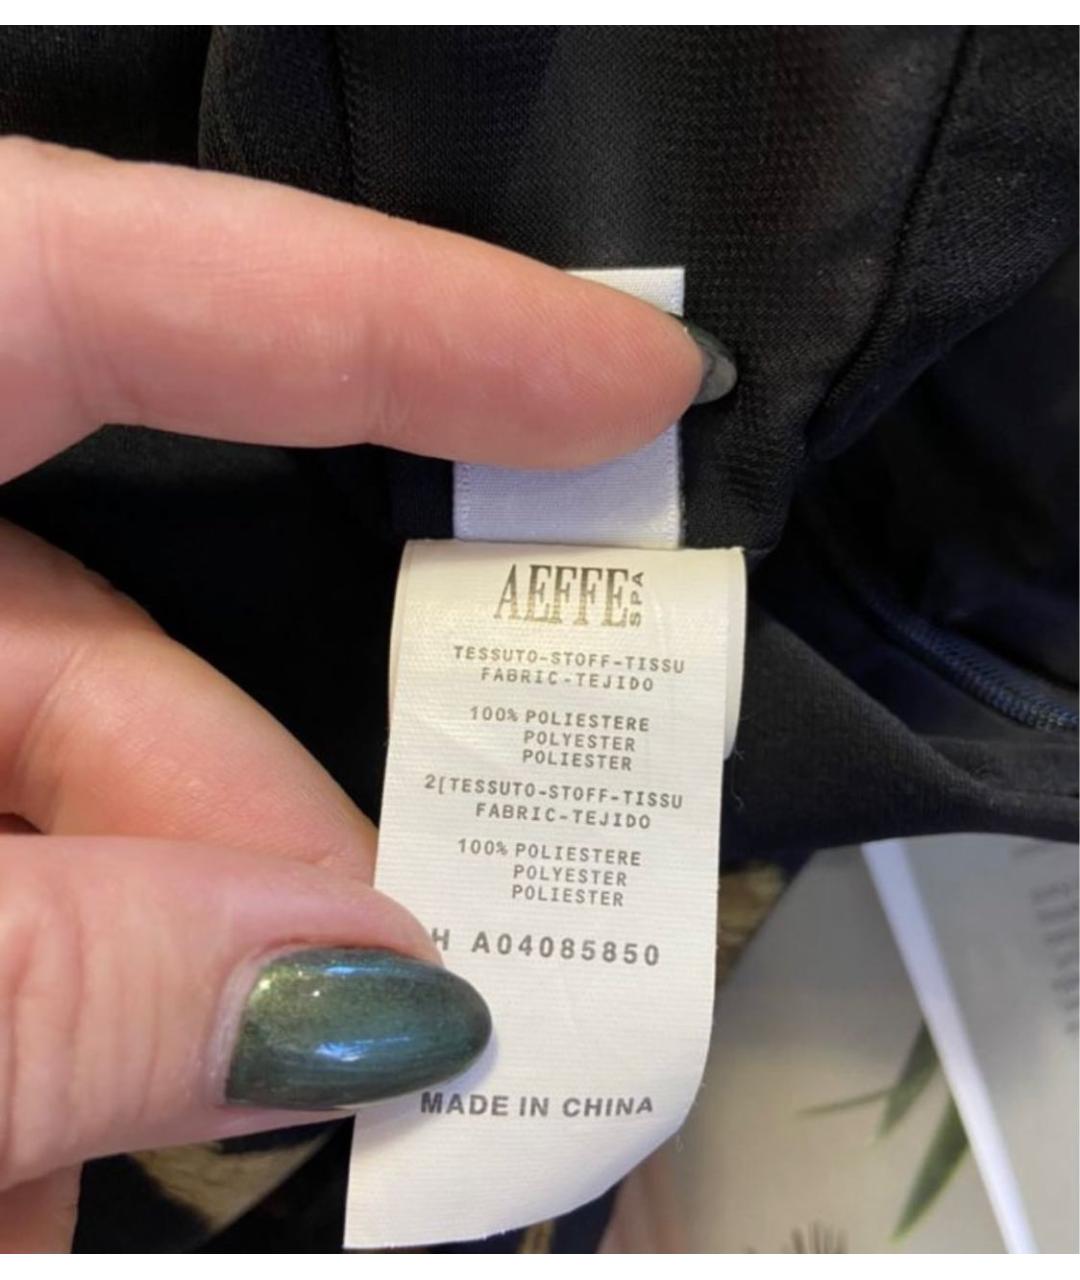 AEFFE SPA
TESSUTO-STOFF-TISSU
FABRIC-TEJIDO
100% POLIESTERE
POLYESTER
POLIESTER
2[TESSUTO-STOFF-TISSU
FABRIC-TEJIDO
100% POLIESTERE
POLYESTER
POLIESTER
H A04085850
MADE IN CHINA